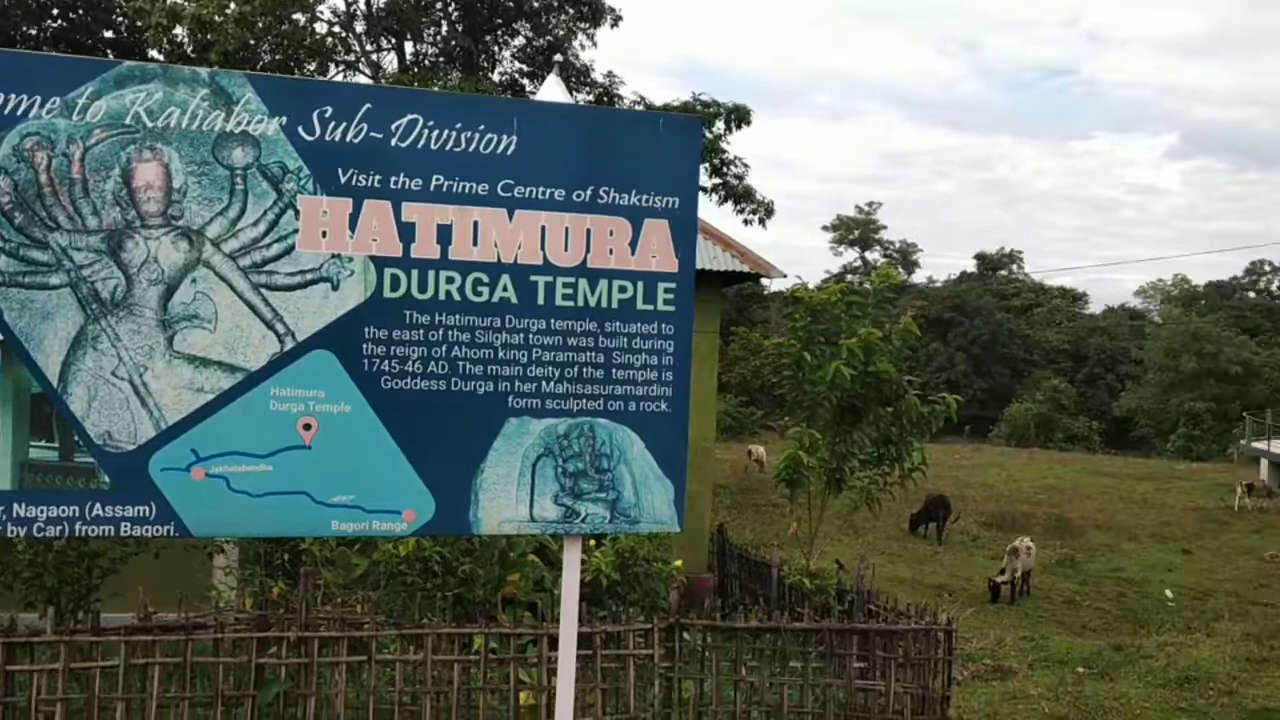 ome to Kaliabor Sub-Division
Visit the Prime Centre of Shaktism
HATIMURA
DURGA TEMPLE
The Hatimura Durga temple, situated to
the east of the Silghat town was built during
the reign of Ahom king Paramatta Singha in
1745-46 AD. The main deity of the temple is
Goddess Durga in her Mahisasuramardini
form sculpted on a rock.
Hatimura
Durga Temple
Jakhalabandha
Bagori Range
r, Nagaon (Assam)
r by Car) from Bagori.